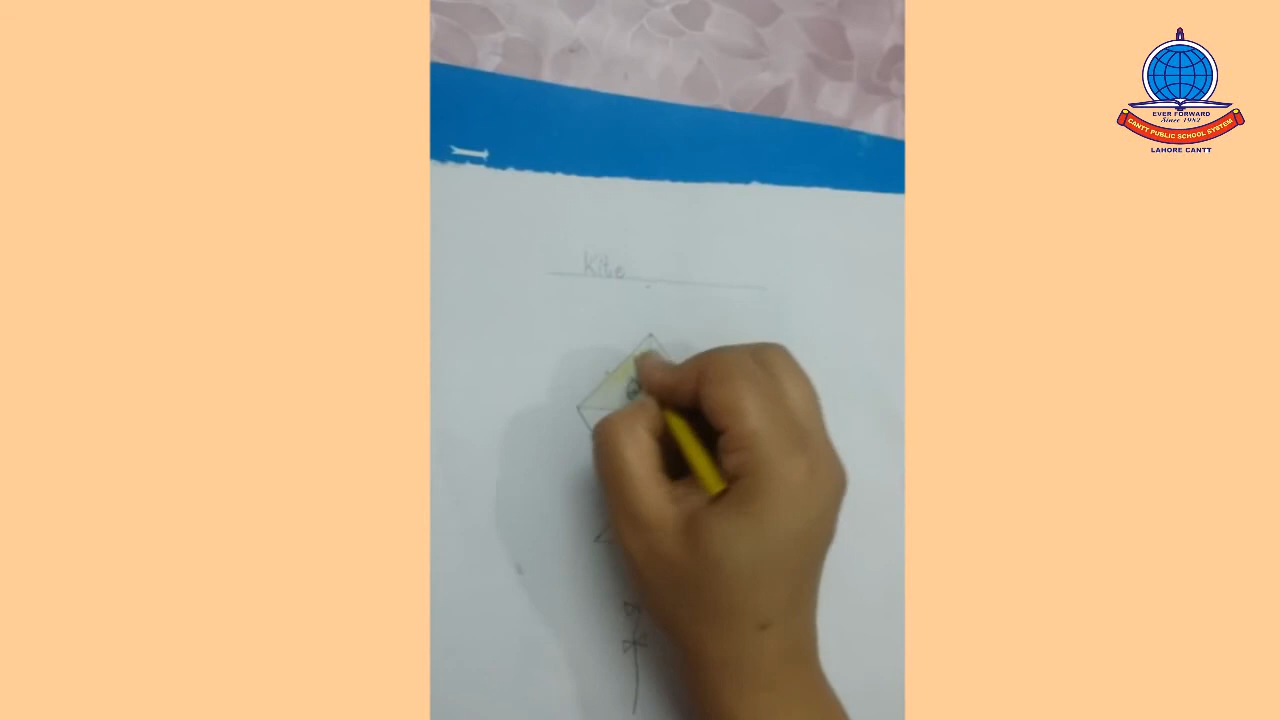 EVER FORWARD
Since 1982
CANTT PUBLIC SCHOOL SYSTEM
LAHORE CANTT
Kite